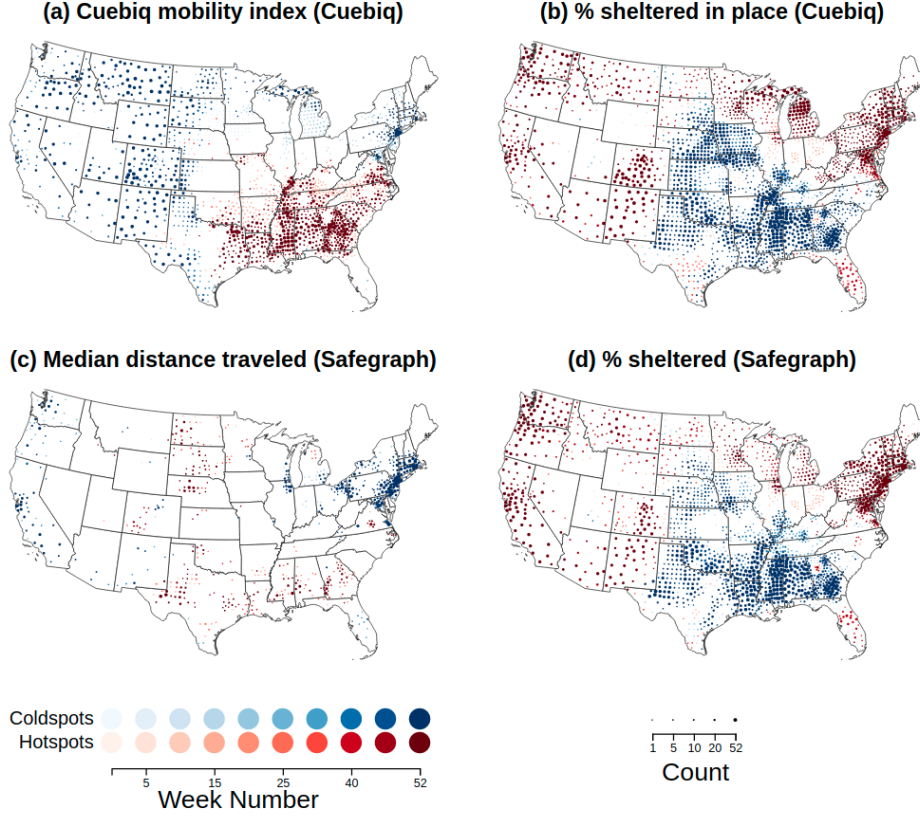 (a) Cuebiq mobility index (Cuebiq)
(b) % sheltered in place (Cuebiq)
(c) Median distance traveled (Safegraph)
(d) % sheltered (Safegraph)
Coldspots
Hotspots
5 15 25 40 52
Week Number
1 5 10 20 52
Count